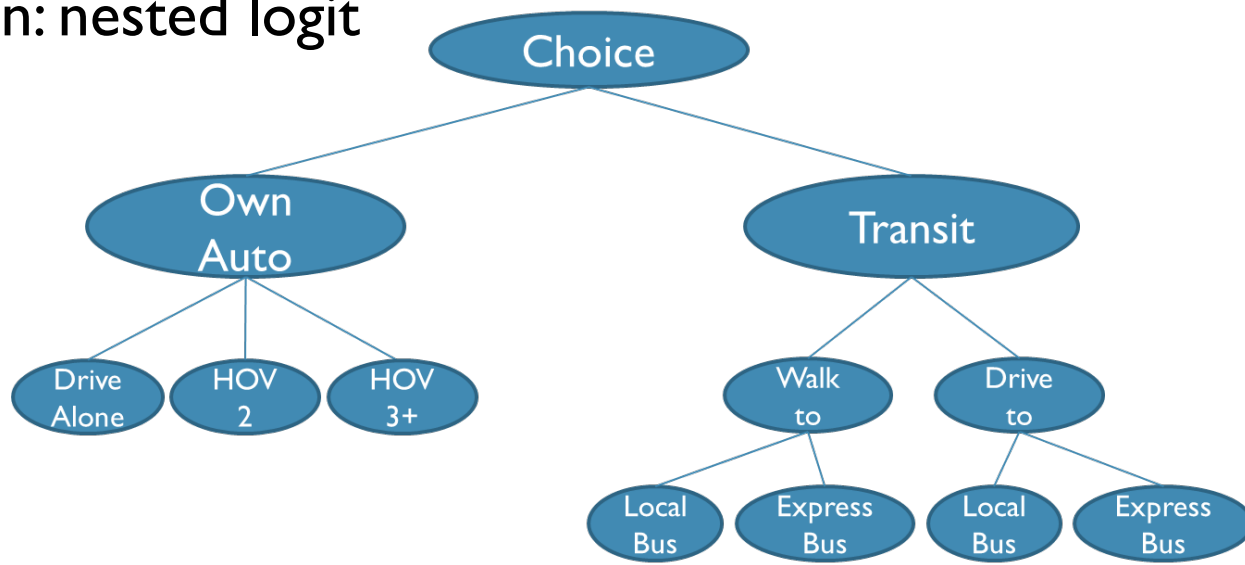 n: nested logit
Choice
Own
Auto
Transit
Drive
Alone
HOV
2
HOV
3+
Walk
to
Drive
to
Local
Bus
Express
Bus
Local
Bus
Express
Bus